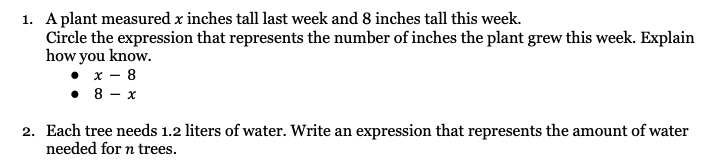 1. A plant measured x inches tall last week and 8 inches tall this week.
Circle the expression that represents the number of inches the plant grew this week. Explain
how you know.
● x − 8
● 8 − x
2. Each tree needs 1.2 liters of water. Write an expression that represents the amount of water
needed for n trees.